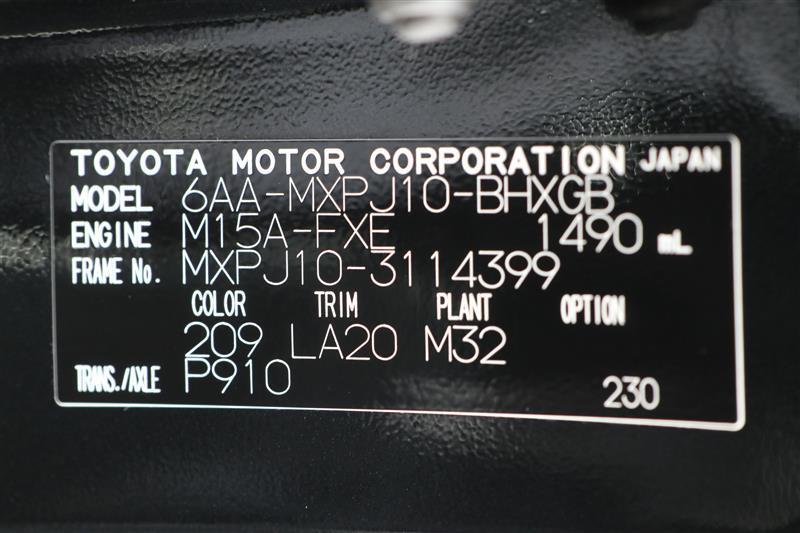 TOYOTA MOTOR CORPORATION JAPAN
MODEL 6AA-MXPJ10-BHXGB
ENGINE M15A-FXE 1490 mL
FRAME No. MXPJ10-3114399
COLOR TRIM PLANT OPTION
209 LA20 M32
TRANS./AXLE P910 230